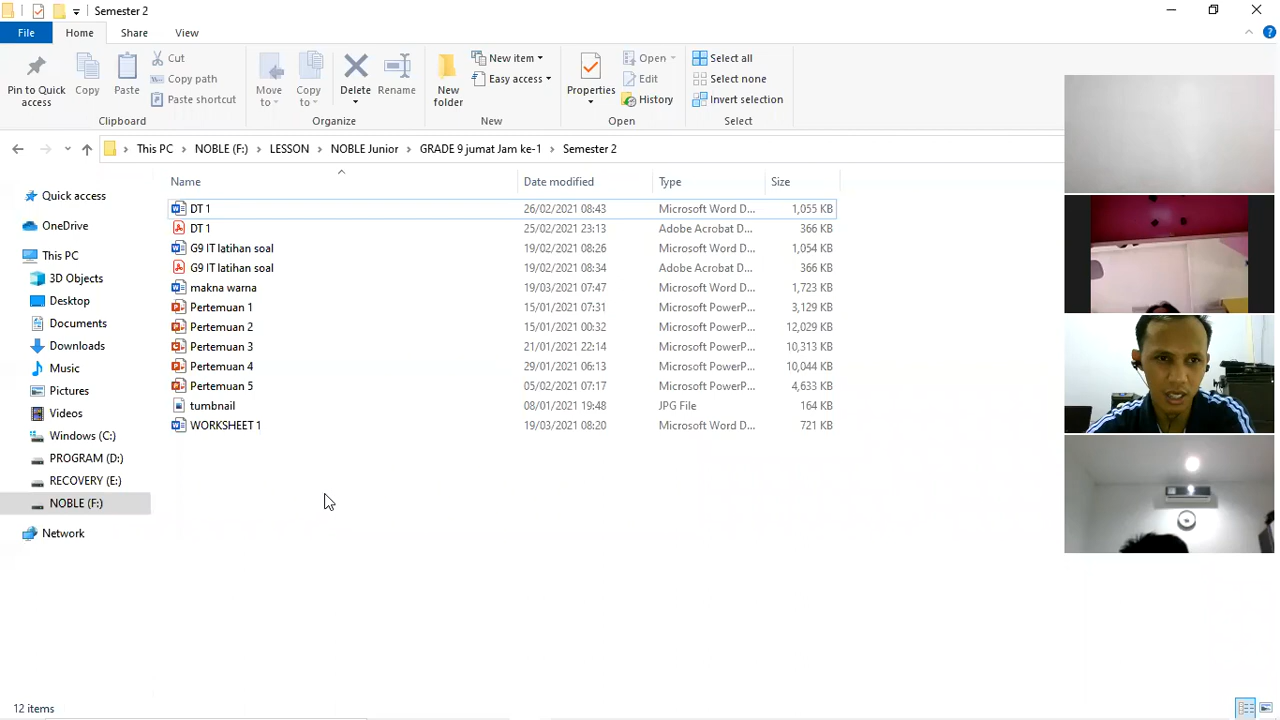 Semester 2
File Home Share View
Pin to Quick access
Copy
Paste
Cut
Copy path
Paste shortcut
Clipboard
Move to
Copy to
Delete
Rename
Organize
New folder
New item
Easy access
New
Properties
Open
Edit
History
Open
Select all
Select none
Invert selection
Select
This PC > NOBLE (F:) > LESSON > NOBLE Junior > GRADE 9 jumat Jam ke-1 > Semester 2
Name Date modified Type Size
Quick access
OneDrive
This PC
3D Objects
Desktop
Documents
Downloads
Music
Pictures
Videos
Windows (C:)
PROGRAM (D:)
RECOVERY (E:)
NOBLE (F:)
Network
DT 1 26/02/2021 08:43 Microsoft Word D... 1,055 KB
DT 1 25/02/2021 23:13 Adobe Acrobat D... 366 KB
G9 IT latihan soal 19/02/2021 08:26 Microsoft Word D... 1,054 KB
G9 IT latihan soal 19/02/2021 08:34 Adobe Acrobat D... 366 KB
makna warna 19/03/2021 07:47 Microsoft Word D... 1,723 KB
Pertemuan 1 15/01/2021 07:31 Microsoft PowerP... 3,129 KB
Pertemuan 2 15/01/2021 00:32 Microsoft PowerP... 12,029 KB
Pertemuan 3 21/01/2021 22:14 Microsoft PowerP... 10,313 KB
Pertemuan 4 29/01/2021 06:13 Microsoft PowerP... 10,044 KB
Pertemuan 5 05/02/2021 07:17 Microsoft PowerP... 4,633 KB
tumbnail 08/01/2021 19:48 JPG File 164 KB
WORKSHEET 1 19/03/2021 08:20 Microsoft Word D... 721 KB
12 items